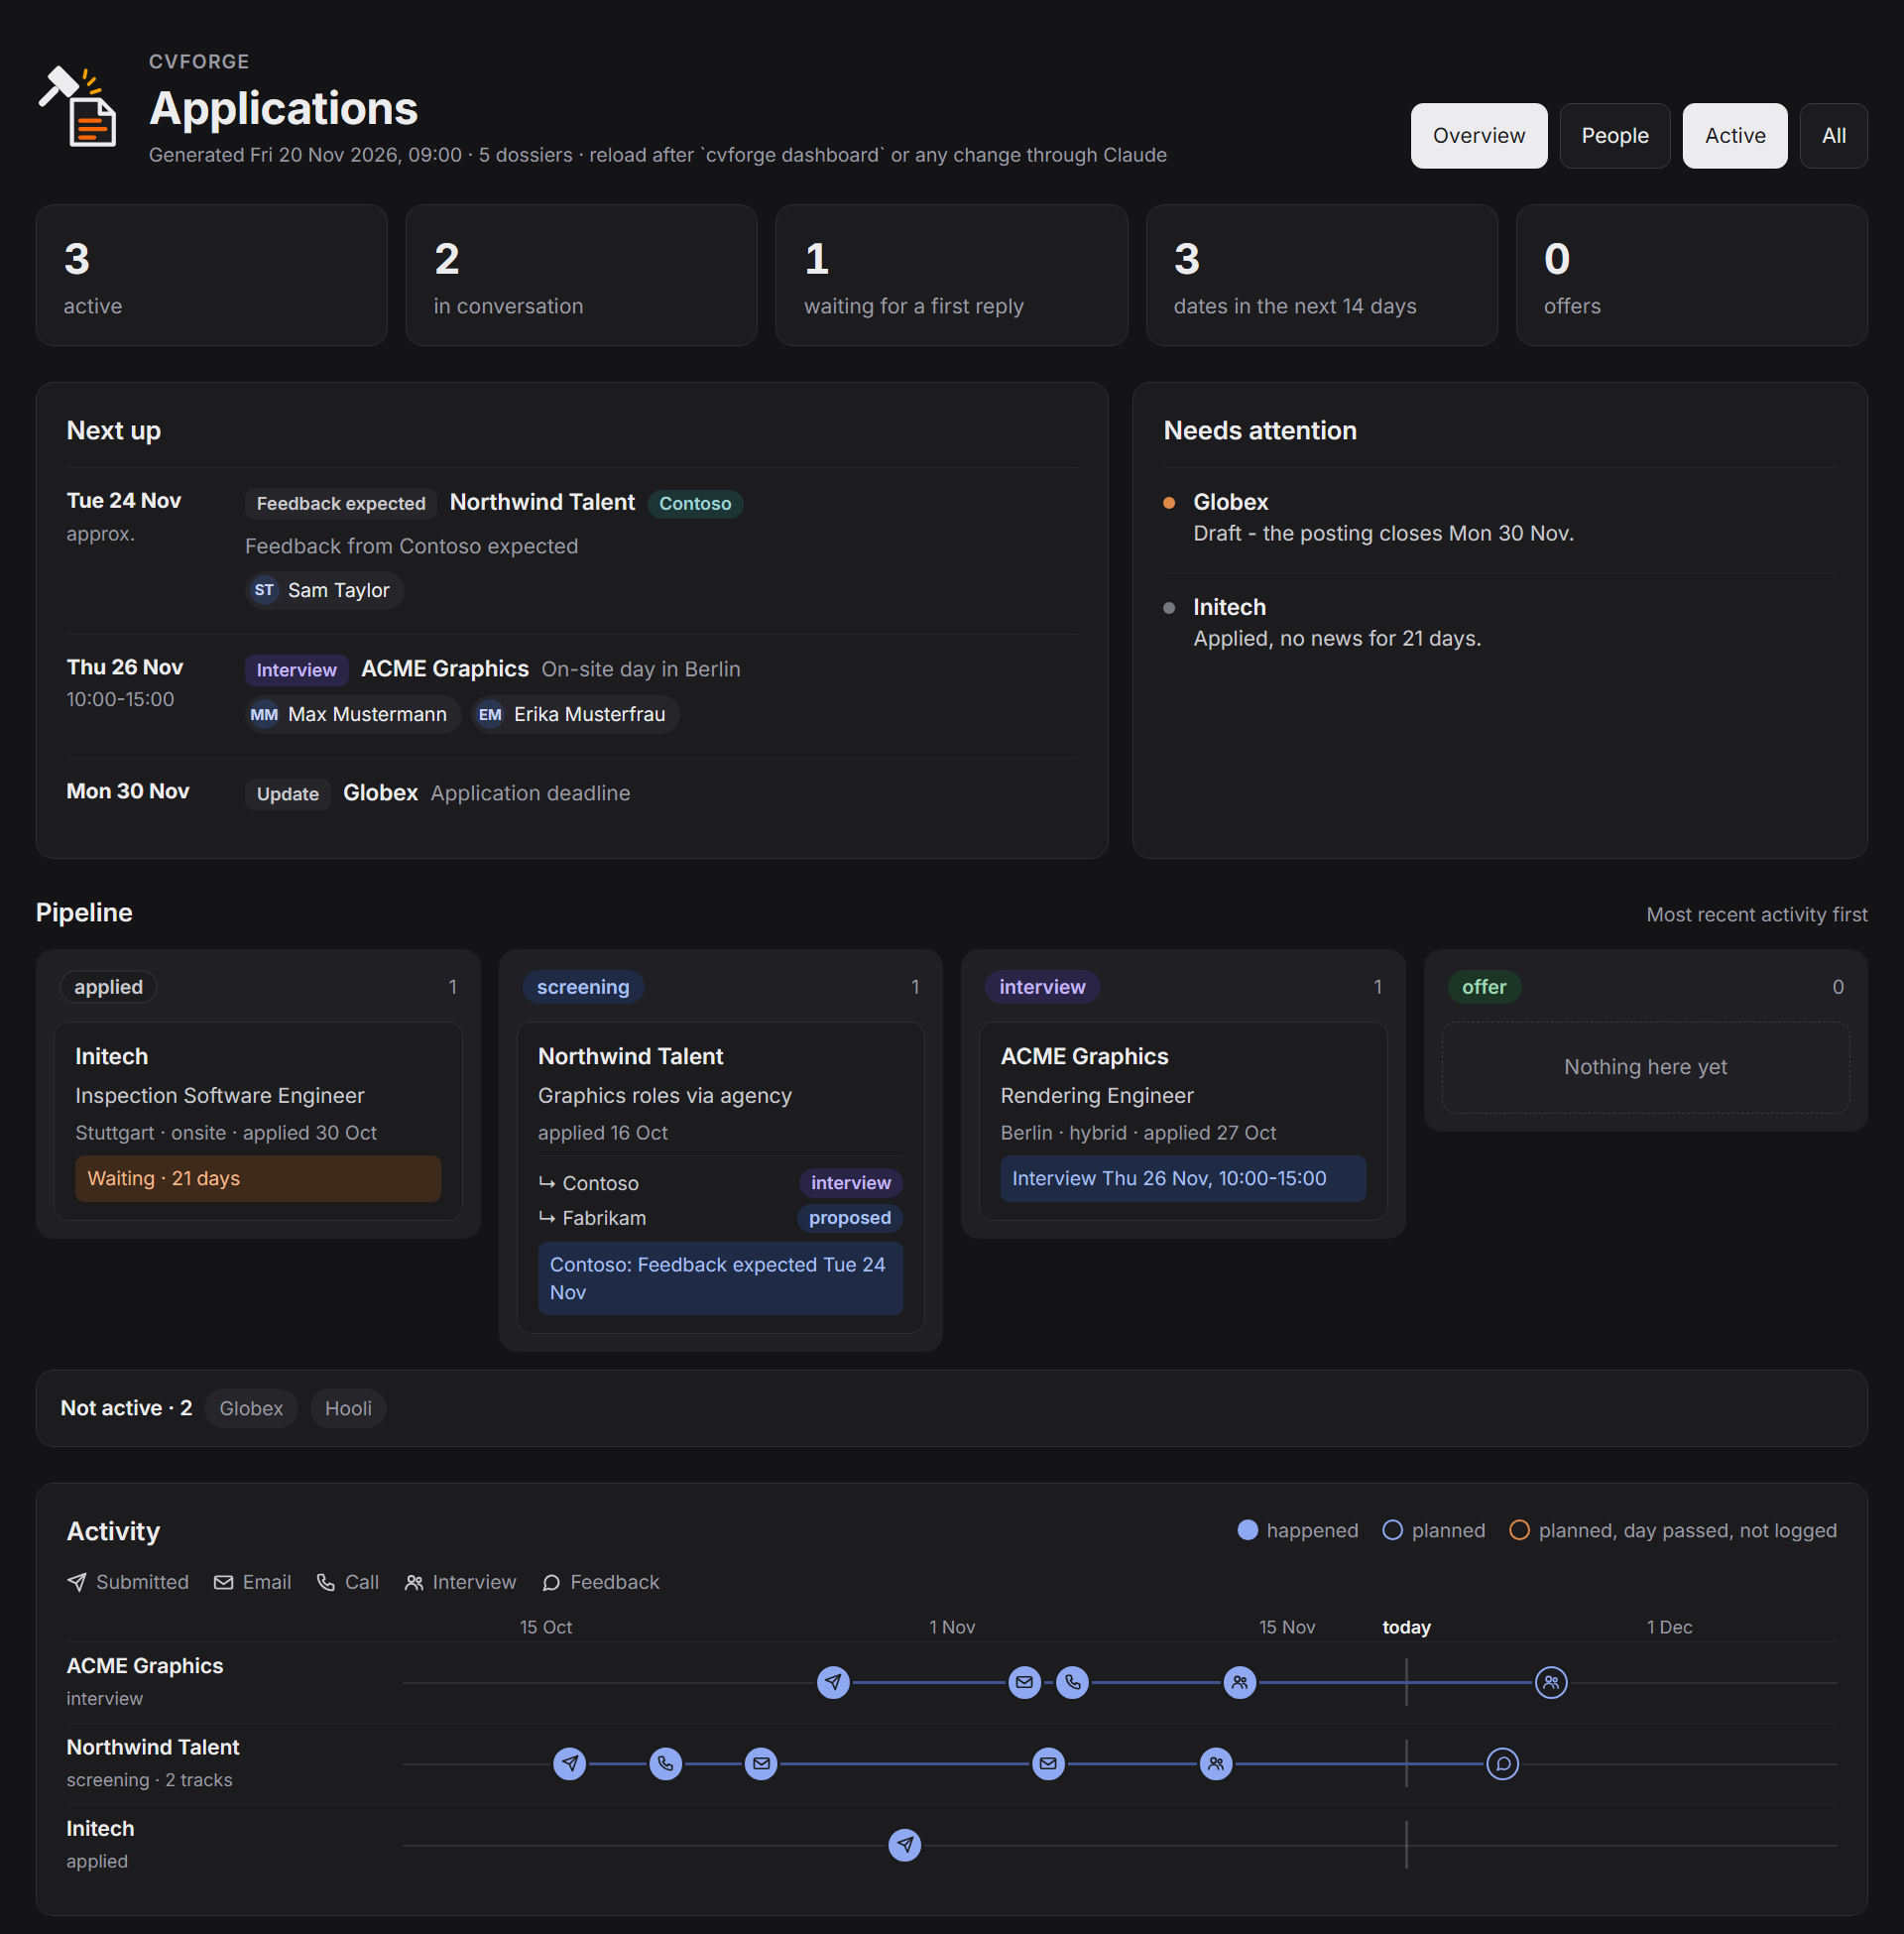 CVFORGE
Applications
Generated Fri 20 Nov 2026, 09:00 · 5 dossiers · reload after `cvforge dashboard` or any change through Claude
Overview
People
Active
All
3
active
2
in conversation
1
waiting for a first reply
3
dates in the next 14 days
0
offers
Next up
Tue 24 Nov
approx.
Feedback expected Northwind Talent Contoso
Feedback from Contoso expected
ST Sam Taylor
Thu 26 Nov
10:00-15:00
Interview ACME Graphics On-site day in Berlin
MM Max Mustermann EM Erika Musterfrau
Mon 30 Nov
Update Globex Application deadline
Needs attention
Globex
Draft - the posting closes Mon 30 Nov.
Initech
Applied, no news for 21 days.
Pipeline
Most recent activity first
applied 1
Initech
Inspection Software Engineer
Stuttgart · onsite · applied 30 Oct
Waiting · 21 days
screening 1
Northwind Talent
Graphics roles via agency
applied 16 Oct
↳ Contoso interview
↳ Fabrikam proposed
Contoso: Feedback expected Tue 24
Nov
interview 1
ACME Graphics
Rendering Engineer
Berlin · hybrid · applied 27 Oct
Interview Thu 26 Nov, 10:00-15:00
offer 0
Nothing here yet
Not active · 2 Globex Hooli
Activity
happened planned planned, day passed, not logged
Submitted Email Call Interview Feedback
15 Oct 1 Nov 15 Nov today 1 Dec
ACME Graphics
interview
Northwind Talent
screening · 2 tracks
Initech
applied